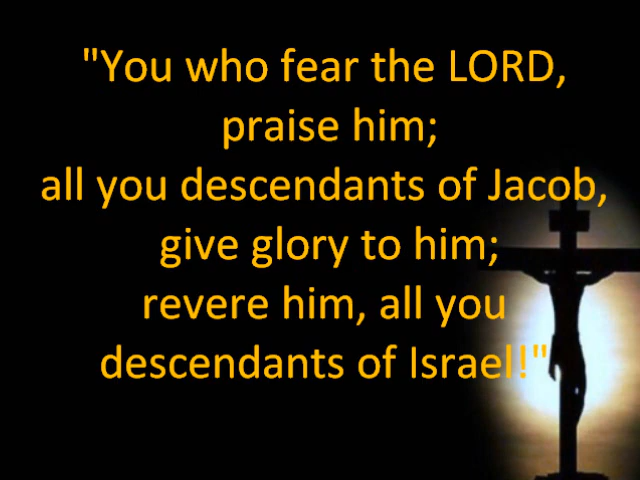 "You who fear the LORD,
praise him;
all you descendants of Jacob,
give glory to him;
revere him, all you
descendants of Israel!"